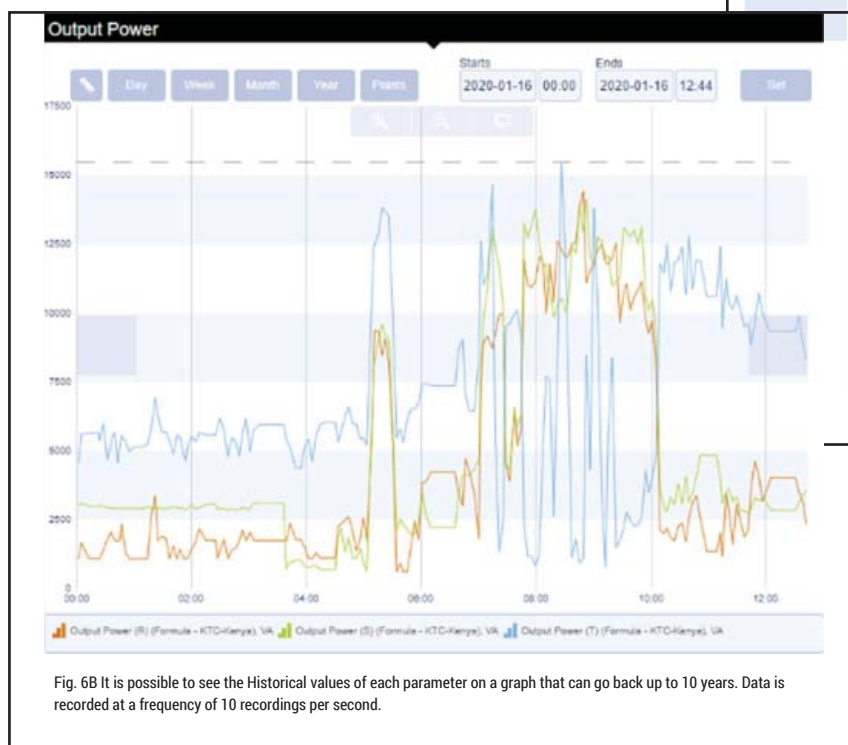 Output Power
Starts
Ends
Day Week Month Year Points 2020-01-16 00:00 2020-01-16 12:44 Set
17500
15000
12500
10000
7500
5000
2500
0
00:00 02:00 04:00 06:00 08:00 10:00 12:00
Output Power (R) (Formula - KTC-Kenya), VA Output Power (S) (Formula - KTC-Kenya), VA Output Power (T) (Formula - KTC-Kenya), VA
Fig. 6B It is possible to see the Historical values of each parameter on a graph that can go back up to 10 years. Data is
recorded at a frequency of 10 recordings per second.